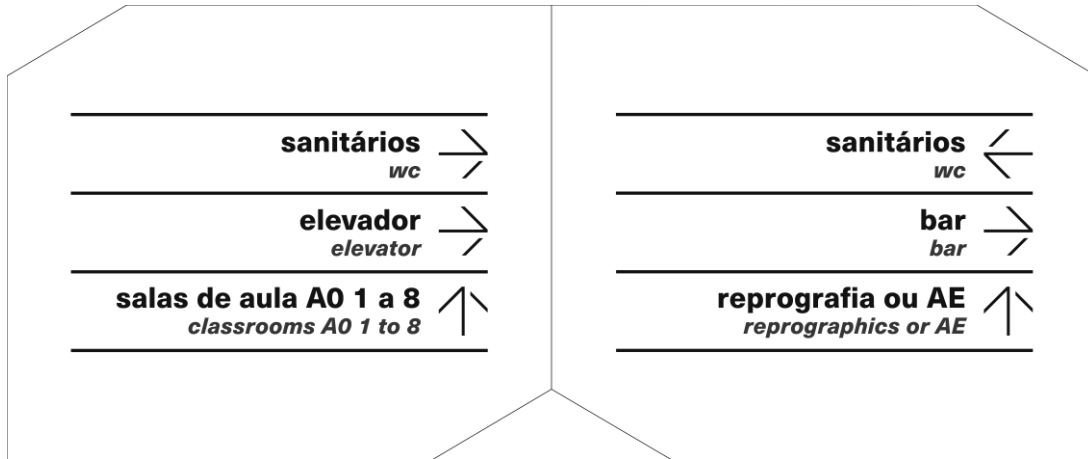 sanitários
wc
elevador
elevator
salas de aula A0 1 a 8
classrooms A0 1 to 8
sanitários
wc
bar
bar
reprografia ou AE
reprographics or AE